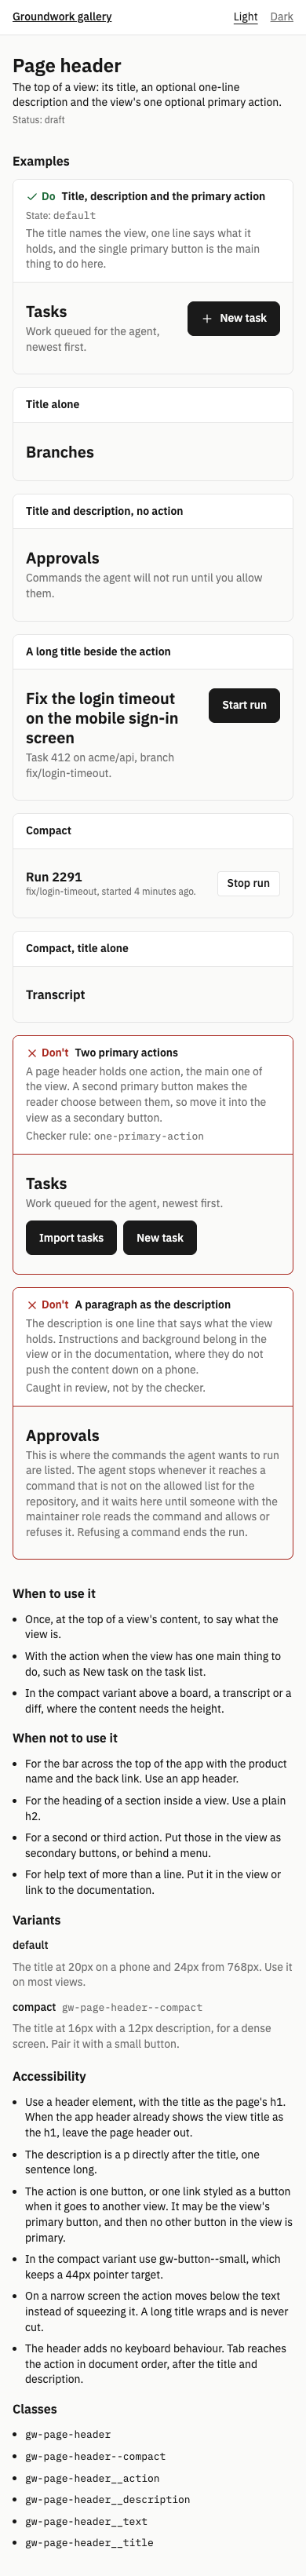 Groundwork gallery
Light
Dark
Page header
The top of a view: its title, an optional one-line
description and the view's one optional primary action.
Status: draft
Examples
Do Title, description and the primary action
State: default
The title names the view, one line says what it
holds, and the single primary button is the main
thing to do here.
Tasks
Work queued for the agent,
newest first.
New task
Title alone
Branches
Title and description, no action
Approvals
Commands the agent will not run until you allow
them.
A long title beside the action
Fix the login timeout
on the mobile sign-in
screen
Task 412 on acme/api, branch
fix/login-timeout.
Start run
Compact
Run 2291
fix/login-timeout, started 4 minutes ago.
Stop run
Compact, title alone
Transcript
Don't Two primary actions
A page header holds one action, the main one of
the view. A second primary button makes the
reader choose between them, so move it into the
view as a secondary button.
Checker rule: one-primary-action
Tasks
Work queued for the agent, newest first.
Import tasks
New task
Don't A paragraph as the description
The description is one line that says what the view
holds. Instructions and background belong in the
view or in the documentation, where they do not
push the content down on a phone.
Caught in review, not by the checker.
Approvals
This is where the commands the agent wants to run
are listed. The agent stops whenever it reaches a
command that is not on the allowed list for the
repository, and it waits here until someone with the
maintainer role reads the command and allows or
refuses it. Refusing a command ends the run.
When to use it
Once, at the top of a view's content, to say what the
view is.
With the action when the view has one main thing to
do, such as New task on the task list.
In the compact variant above a board, a transcript or a
diff, where the content needs the height.
When not to use it
For the bar across the top of the app with the product
name and the back link. Use an app header.
For the heading of a section inside a view. Use a plain
h2.
For a second or third action. Put those in the view as
secondary buttons, or behind a menu.
For help text of more than a line. Put it in the view or
link to the documentation.
Variants
default
The title at 20px on a phone and 24px from 768px. Use it
on most views.
compact gw-page-header--compact
The title at 16px with a 12px description, for a dense
screen. Pair it with a small button.
Accessibility
Use a header element, with the title as the page's h1.
When the app header already shows the view title as
the h1, leave the page header out.
The description is a p directly after the title, one
sentence long.
The action is one button, or one link styled as a button
when it goes to another view. It may be the view's
primary button, and then no other button in the view is
primary.
In the compact variant use gw-button--small, which
keeps a 44px pointer target.
On a narrow screen the action moves below the text
instead of squeezing it. A long title wraps and is never
cut.
The header adds no keyboard behaviour. Tab reaches
the action in document order, after the title and
description.
Classes
gw-page-header
gw-page-header--compact
gw-page-header__action
gw-page-header__description
gw-page-header__text
gw-page-header__title